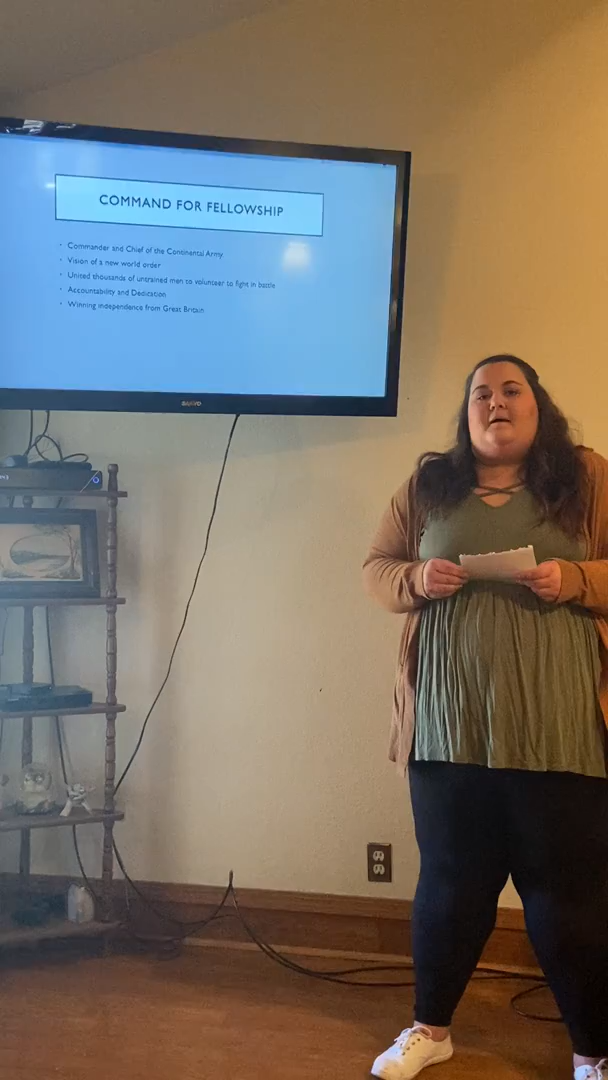 COMMAND FOR FELLOWSHIP
• Commander and Chief of the Continental Army
• Vision of a new world order
• United thousands of untrained men to volunteer to fight in battle
• Accountability and Dedication
• Winning independence from Great Britain
SANYO